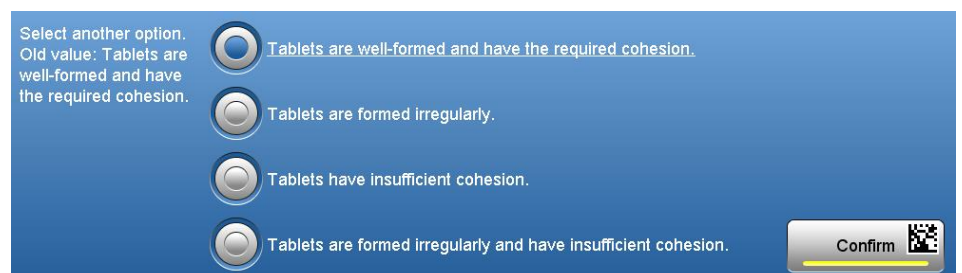 Select another option.
Old value: Tablets are
well-formed and have
the required cohesion.
Tablets are well-formed and have the required cohesion.
Tablets are formed irregularly.
Tablets have insufficient cohesion.
Tablets are formed irregularly and have insufficient cohesion.
Confirm